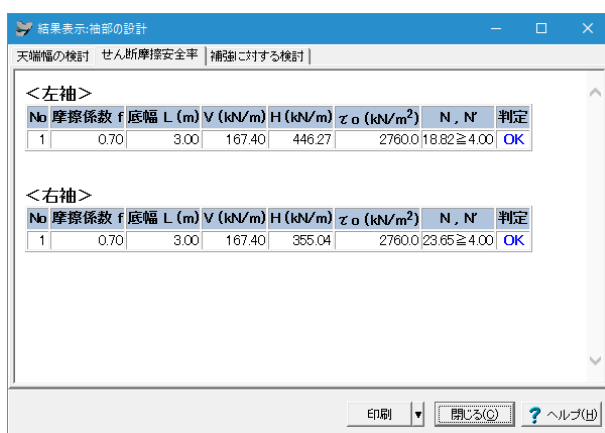 結果表示:袖部の設計
天端幅の検討 せん断摩擦安全率 補強に対する検討
<左袖>
No 摩擦係数 f 底幅 L (m) V (kN/m) H (kN/m) τo (kN/m²) N , N' 判定
1 0.70 3.00 167.40 446.27 2760.0 18.82≧4.00 OK
<右袖>
No 摩擦係数 f 底幅 L (m) V (kN/m) H (kN/m) τo (kN/m²) N , N' 判定
1 0.70 3.00 167.40 355.04 2760.0 23.65≧4.00 OK
印刷 閉じる(C) ? ヘルプ(H)